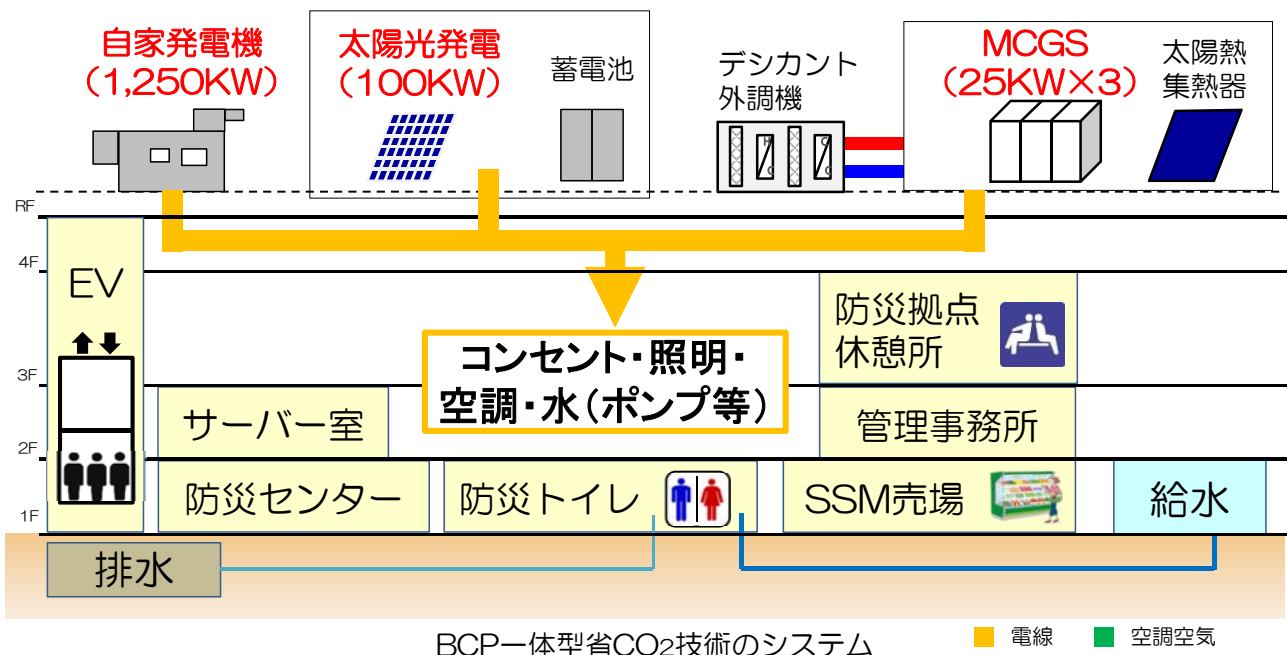 自家発電機
(1,250KW)
太陽光発電
(100KW)
蓄電池
デシカント
外調機
MCGS
(25KW×3)
太陽熱
集熱器
RF
4F
3F
2F
1F
EV
コンセント・照明・
空調・水(ポンプ等)
防災拠点
休憩所
サーバー室
管理事務所
防災センター
防災トイレ
SSM売場
給水
排水
BCP一体型省CO2技術のシステム
電線
空調空気